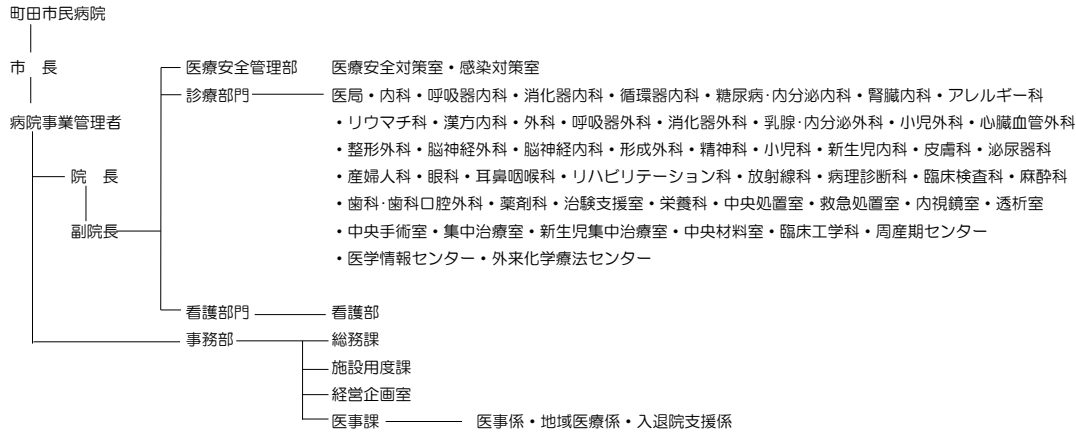 町田市民病院
市　長
医療安全管理部　医療安全対策室・感染対策室
診療部門　医局・内科・呼吸器内科・消化器内科・循環器内科・糖尿病･内分泌内科・腎臓内科・アレルギー科
病院事業管理者　・リウマチ科・漢方内科・外科・呼吸器外科・消化器外科・乳腺･内分泌外科・小児外科・心臓血管外科
・整形外科・脳神経外科・脳神経内科・形成外科・精神科・小児科・新生児内科・皮膚科・泌尿器科
院　長　・産婦人科・眼科・耳鼻咽喉科・リハビリテーション科・放射線科・病理診断科・臨床検査科・麻酔科
・歯科･歯科口腔外科・薬剤科・治験支援室・栄養科・中央処置室・救急処置室・内視鏡室・透析室
副院長　・中央手術室・集中治療室・新生児集中治療室・中央材料室・臨床工学科・周産期センター
・医学情報センター・外来化学療法センター
看護部門　看護部
事務部　総務課
施設用度課
経営企画室
医事課　医事係・地域医療係・入退院支援係